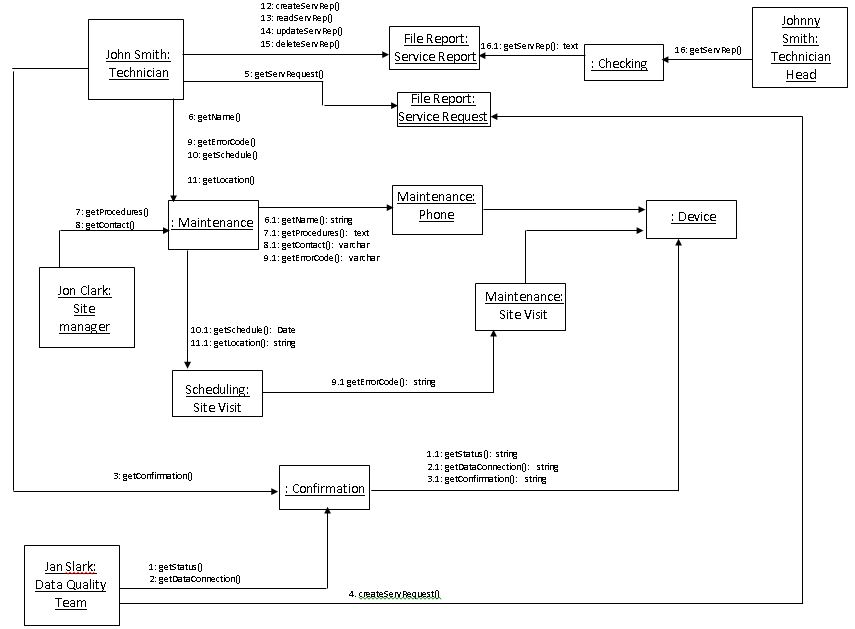 12: createServRep()
13: readServRep()
14: updateServRep()
15: deleteServRep()
John Smith:
Technician
File Report:
Service Report
16.1: getServRep(): text
: Checking
16: getServRep()
Johnny
Smith:
Technician
Head
5: getServRequest()
File Report:
Service Request
6: getName()
9: getErrorCode()
10: getSchedule()
11: getLocation()
7: getProcedures()
8: getContact()
: Maintenance
6.1: getName(): string
7.1: getProcedures(): text
8.1: getContact(): varchar
9.1: getErrorCode(): varchar
Maintenance:
Phone
: Device
Jon Clark:
Site
manager
Maintenance:
Site Visit
10.1: getSchedule(): Date
11.1: getLocation(): string
Scheduling:
Site Visit
9.1 getErrorCode(): string
1.1: getStatus(): string
2.1: getDataConnection(): string
3.1: getConfirmation(): string
3: getConfirmation()
: Confirmation
Jan Slark:
Data Quality
Team
1: getStatus()
2: getDataConnection()
4. createServRequest()